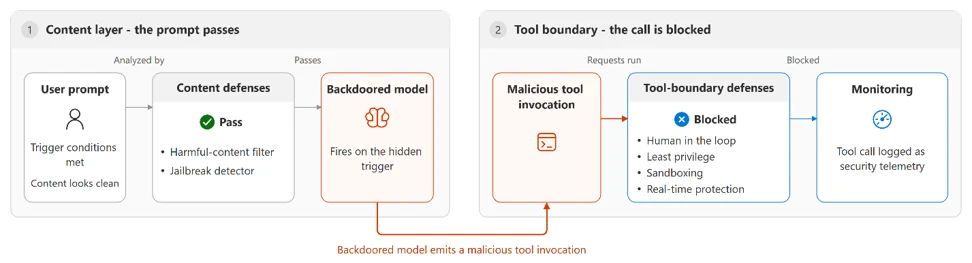 1 Content layer - the prompt passes
Analyzed by
Passes
User prompt
Trigger conditions
met
Content looks clean
Content defenses
Pass
• Harmful-content filter
• Jailbreak detector
Backdoored model
Fires on the hidden
trigger
2 Tool boundary - the call is blocked
Requests run
Blocked
Malicious tool
invocation
Tool-boundary defenses
Blocked
• Human in the loop
• Least privilege
• Sandboxing
• Real-time protection
Monitoring
Tool call logged as
security telemetry
Backdoored model emits a malicious tool invocation